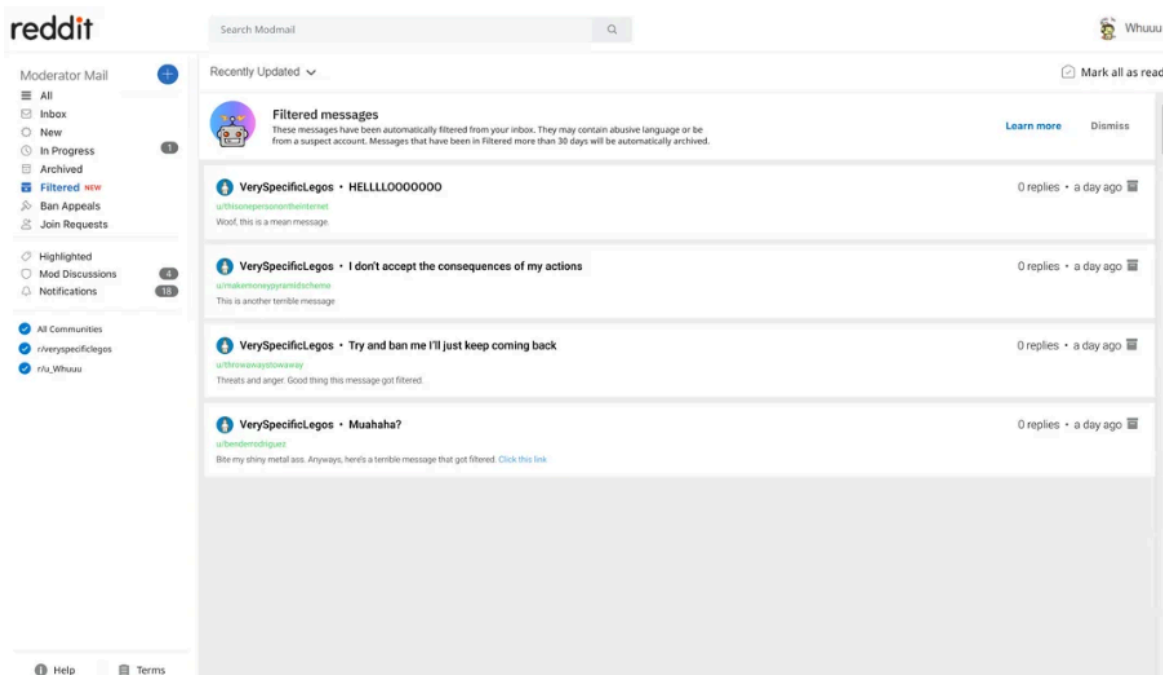 reddit
Search Modmail
Whuuu
Moderator Mail
All
Inbox
New
In Progress
1
Archived
Filtered NEW
Ban Appeals
Join Requests
Highlighted
Mod Discussions
4
Notifications
18
All Communities
r/veryspecificlegos
r/u_Whuuu
Help
Terms
Recently Updated
Mark all as read
Filtered messages
These messages have been automatically filtered from your inbox. They may contain abusive language or be
from a suspect account. Messages that have been in Filtered more than 30 days will be automatically archived.
Learn more
Dismiss
VerySpecificLegos • HELLLLOOOOOOO
0 replies • a day ago
u/thisonepersonontheinternet
Woof, this is a mean message.
VerySpecificLegos • I don't accept the consequences of my actions
0 replies • a day ago
u/makemoneypyramidscheme
This is another terrible message
VerySpecificLegos • Try and ban me I'll just keep coming back
0 replies • a day ago
u/throwawaystowaway
Threats and anger. Good thing this message got filtered.
VerySpecificLegos • Muahaha?
0 replies • a day ago
u/benderrodriguez
Bite my shiny metal ass. Anyways, here's a terrible message that got filtered. Click this link